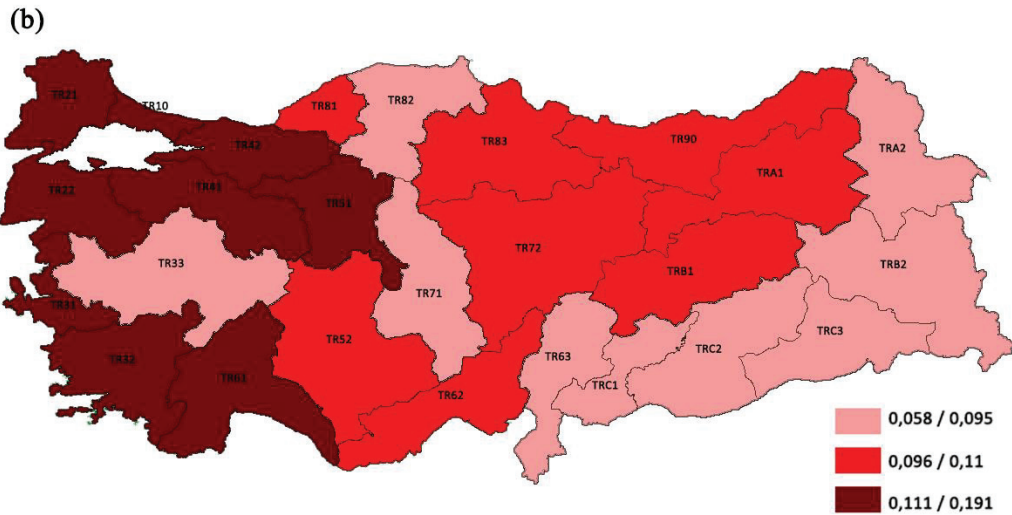 (b)
TR21
TR10
TR81
TR82
TR42
TR83
TR90
TRA2
TRA1
TR22
TR41
TR51
TR72
TRB1
TRB2
TR33
TR71
TR31
TR52
TR63
TRC2
TRC3
TR32
TR61
TR62
TRC1
0,058 / 0,095
0,096 / 0,11
0,111 / 0,191